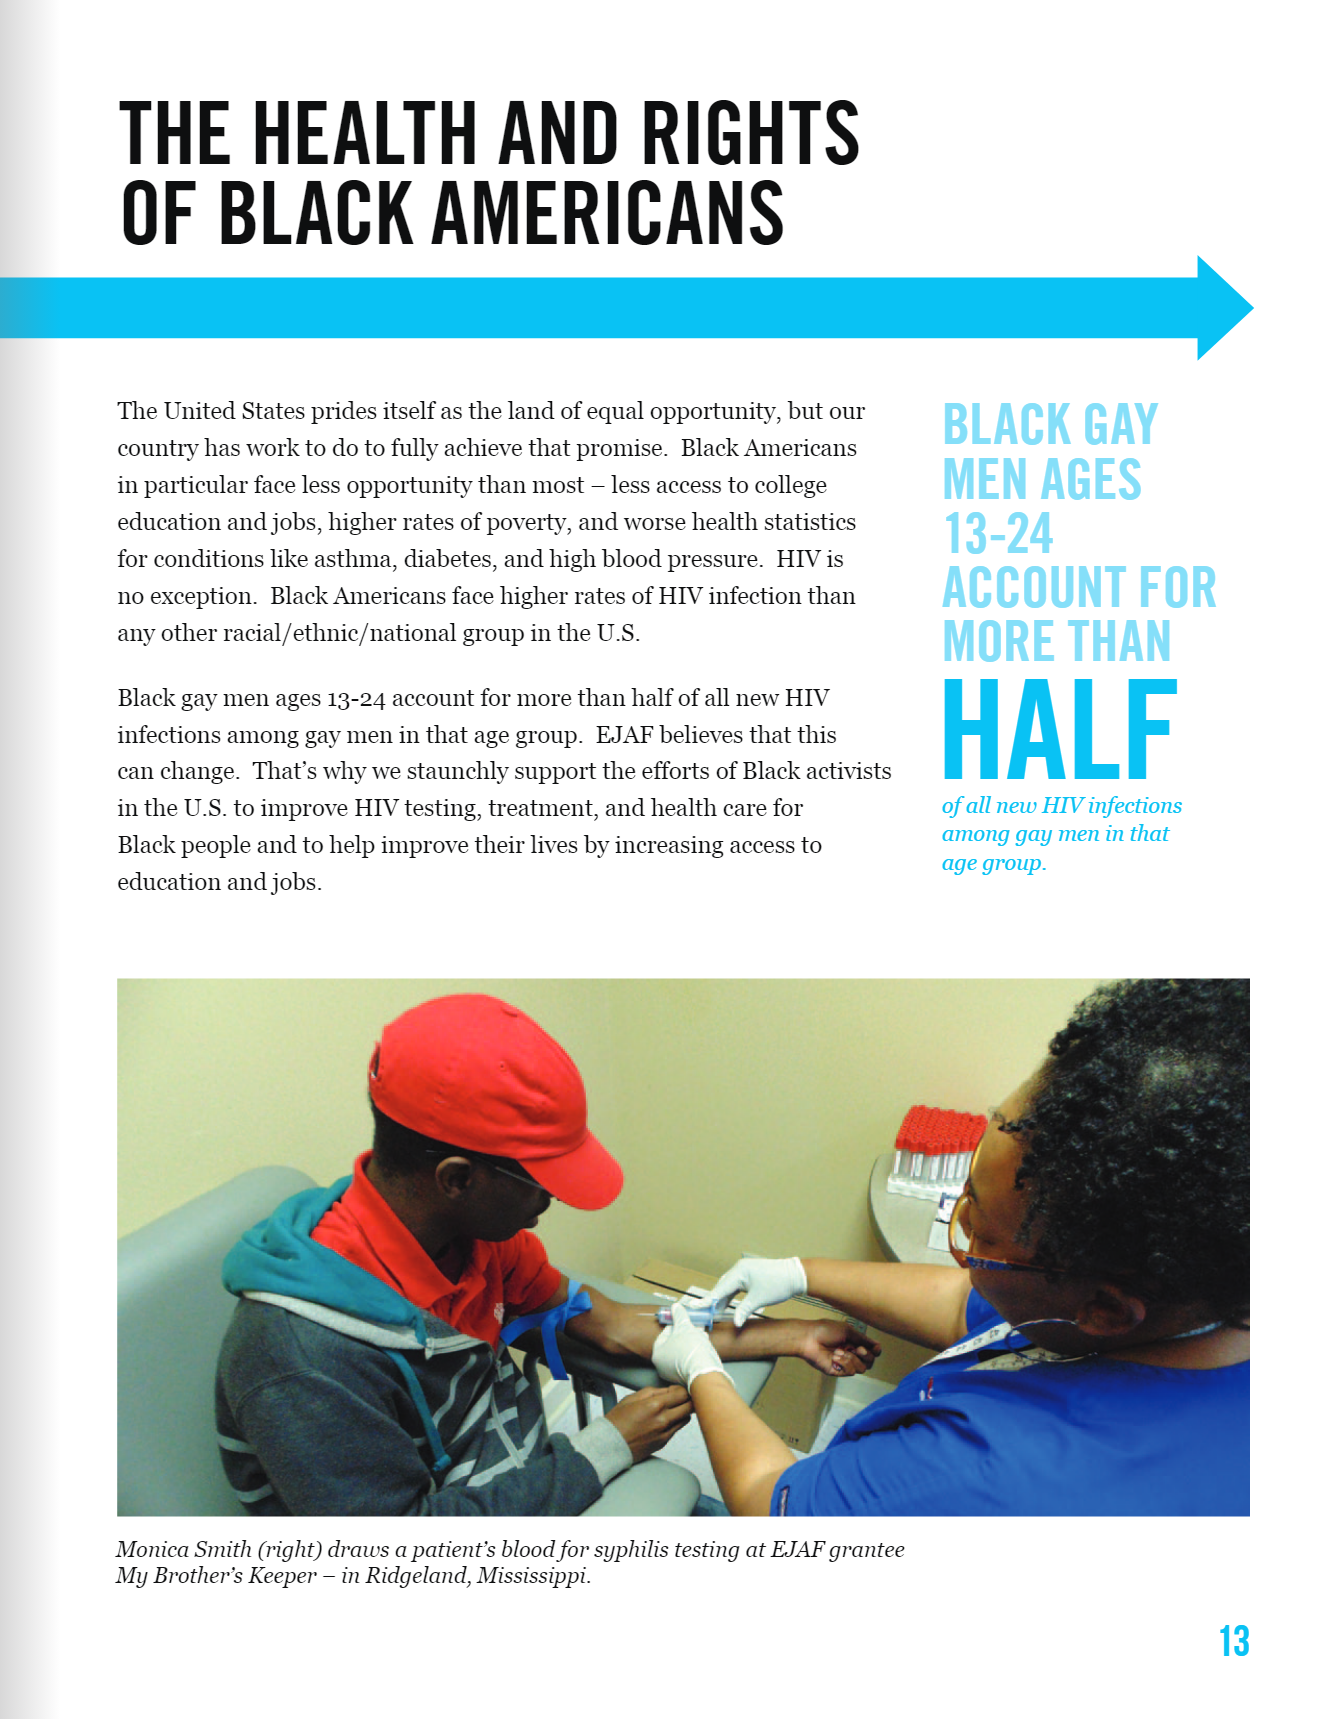 THE HEALTH AND RIGHTS
OF BLACK AMERICANS
The United States prides itself as the land of equal opportunity, but our
country has work to do to fully achieve that promise.  Black Americans
in particular face less opportunity than most – less access to college
education and jobs, higher rates of poverty, and worse health statistics
for conditions like asthma, diabetes, and high blood pressure.  HIV is
no exception.  Black Americans face higher rates of HIV infection than
any other racial/ethnic/national group in the U.S.
Black gay men ages 13-24 account for more than half of all new HIV
infections among gay men in that age group.  EJAF believes that this
can change.  That’s why we staunchly support the efforts of Black activists
in the U.S. to improve HIV testing, treatment, and health care for
Black people and to help improve their lives by increasing access to
education and jobs.
BLACK GAY
MEN AGES
13-24
ACCOUNT FOR
MORE THAN
HALF
of all new HIV infections
among gay men in that
age group.
Monica Smith (right) draws a patient’s blood for syphilis testing at EJAF grantee
My Brother’s Keeper – in Ridgeland, Mississippi.
13